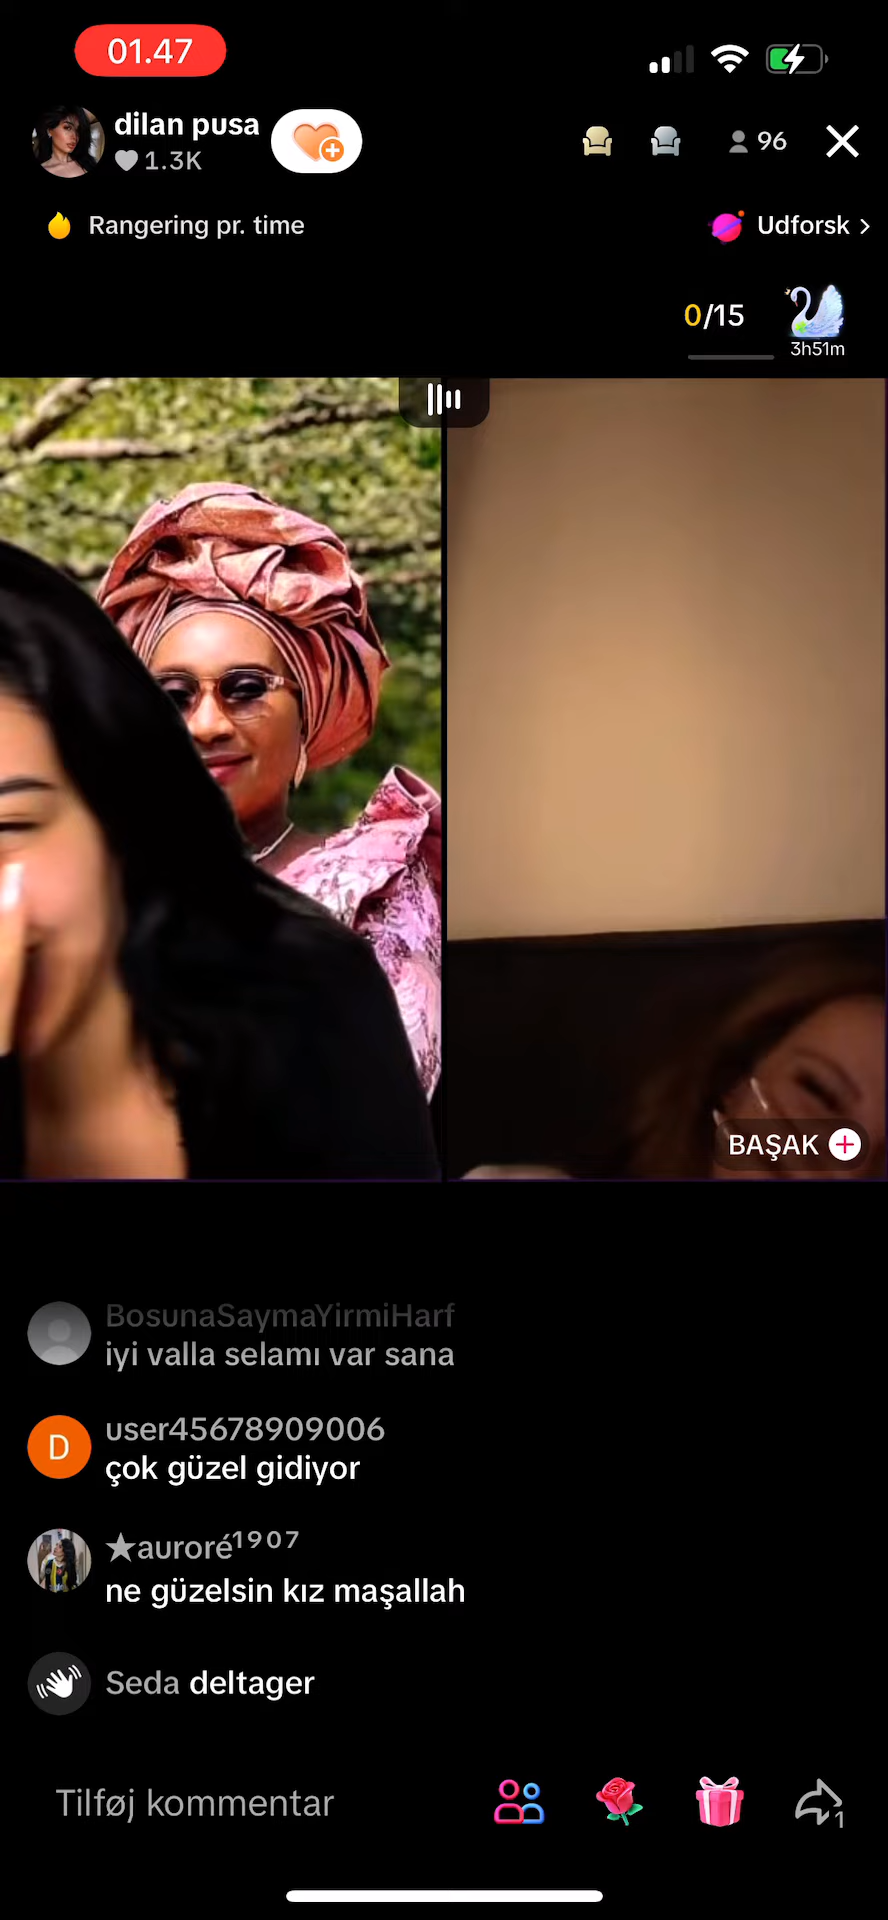 01.47
dilan pusa
1.3K
96
Rangering pr. time
Udforsk >
0/15
3h51m
BAŞAK
BosunaSaymaYirmiHarf
iyi valla selamı var sana
D
user45678909006
çok güzel gidiyor
★auroré¹⁹⁰⁷
ne güzelsin kız maşallah
Seda deltager
Tilføj kommentar
1